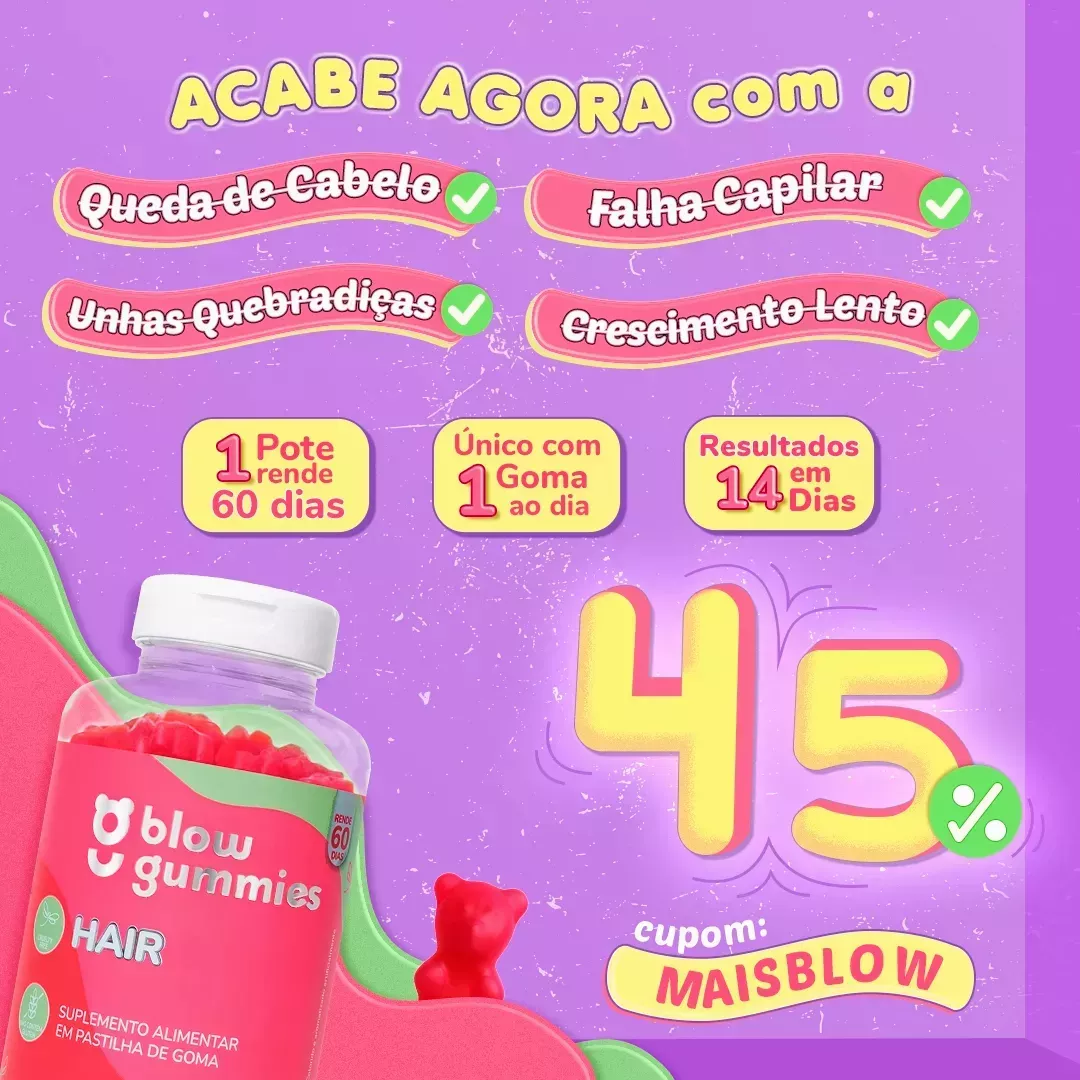 ACABE AGORA com a
Queda de Cabelo
Falha Capilar
Unhas Quebradiças
Crescimento Lento
1 Pote
rende
60 dias
Único com
1 Goma
ao dia
Resultados
14 em
Dias
45
%
RENDE
60
DIAS
blow
gummies
HAIR
SUPLEMENTO ALIMENTAR
EM PASTILHA DE GOMA
cupom:
MAISBLOW